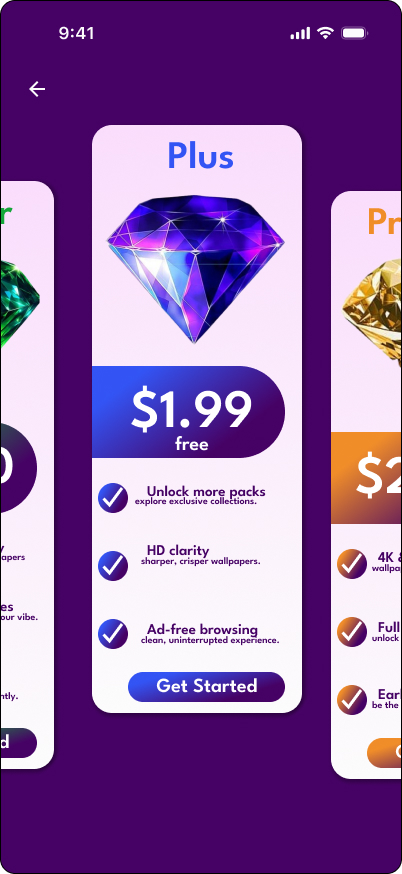 9:41
Plus
$1.99
free
Unlock more packs
explore exclusive collections.
HD clarity
sharper, crisper wallpapers.
Ad-free browsing
clean, uninterrupted experience.
Get Started
r
0
y
apers
es
our vibe.
ntly.
d
Pr
$2
4K &
wallpa
Full
unlock
Earl
be the